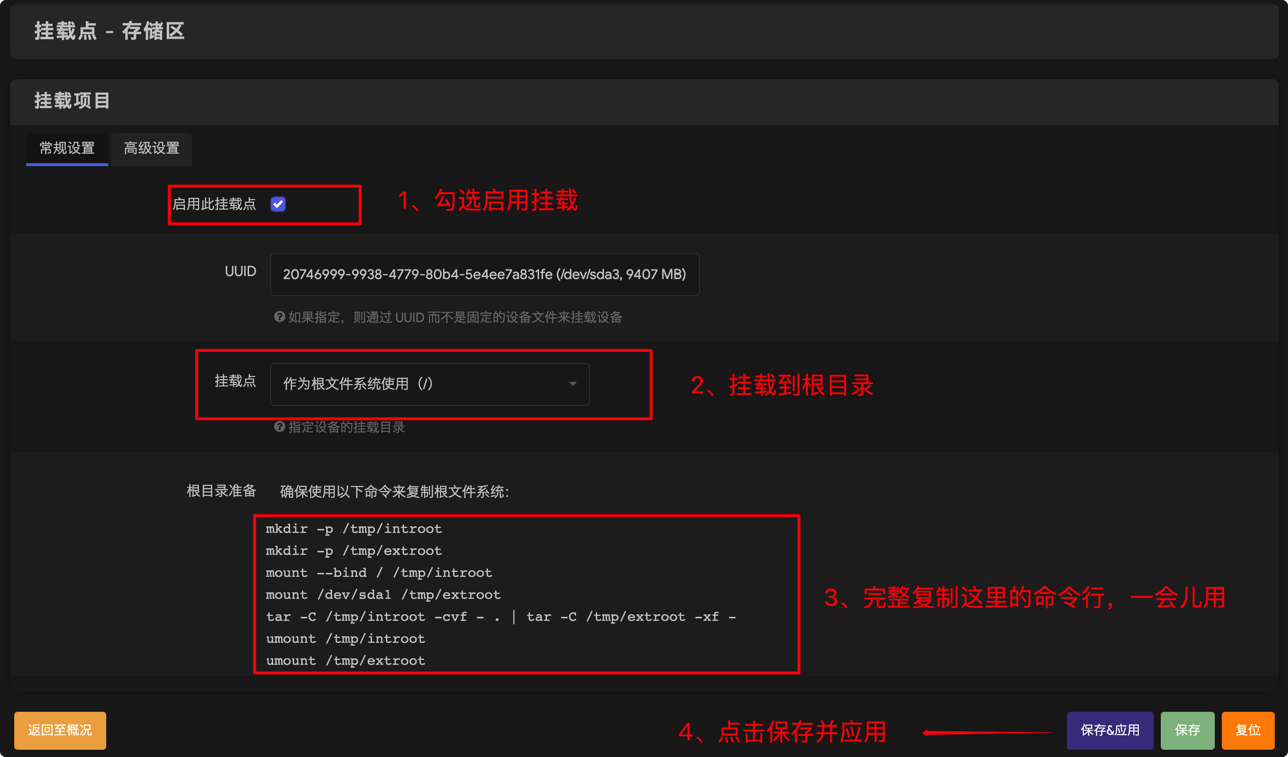 挂载点 - 存储区
挂载项目
常规设置 高级设置
启用此挂载点
1、勾选启用挂载
UUID
20746999-9938-4779-80b4-5e4ee7a831fe (/dev/sda3, 9407 MB)
如果指定，则通过 UUID 而不是固定的设备文件来挂载设备
挂载点
作为根文件系统使用（/）
2、挂载到根目录
指定设备的挂载目录
根目录准备
确保使用以下命令来复制根文件系统：
mkdir -p /tmp/introot
mkdir -p /tmp/extroot
mount --bind / /tmp/introot
mount /dev/sda1 /tmp/extroot
tar -C /tmp/introot -cvf - . | tar -C /tmp/extroot -xf -
umount /tmp/introot
umount /tmp/extroot
3、完整复制这里的命令行，一会儿用
返回至概况
4、点击保存并应用
保存&应用
保存
复位